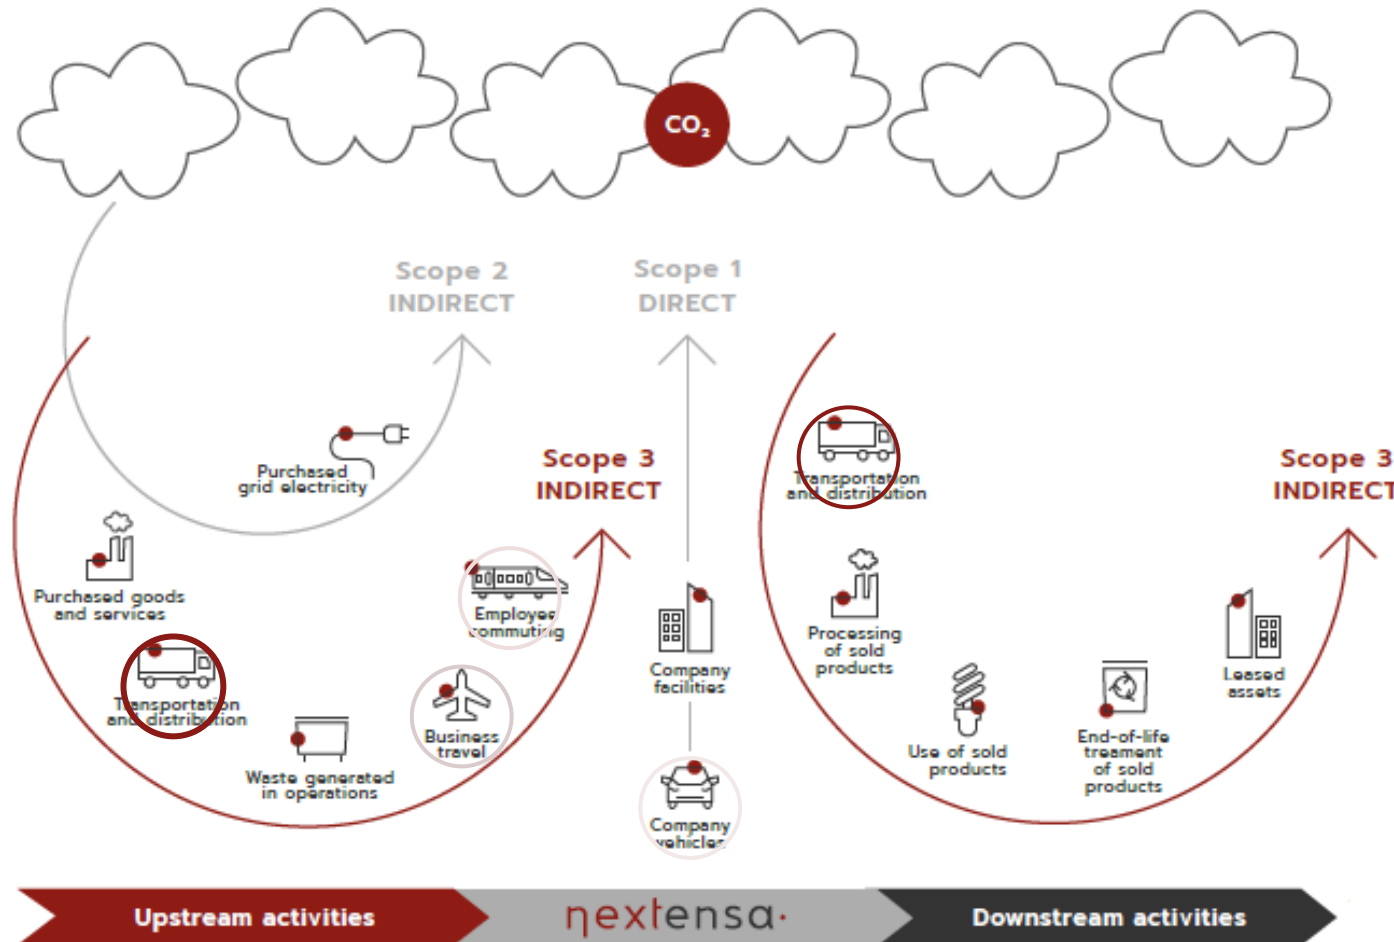 CO₂
Scope 2
INDIRECT
Scope 1
DIRECT
Purchased
grid electricity
Scope 3
INDIRECT
Transportation
and distribution
Scope 3
INDIRECT
Purchased goods
and services
Employee
commuting
Transportation
and distribution
Business
travel
Waste generated
in operations
Company
facilities
Company
vehicles
Processing
of sold
products
Use of sold
products
End-of-life
treament
of sold
products
Leased
assets
Upstream activities
nextensa.
Downstream activities